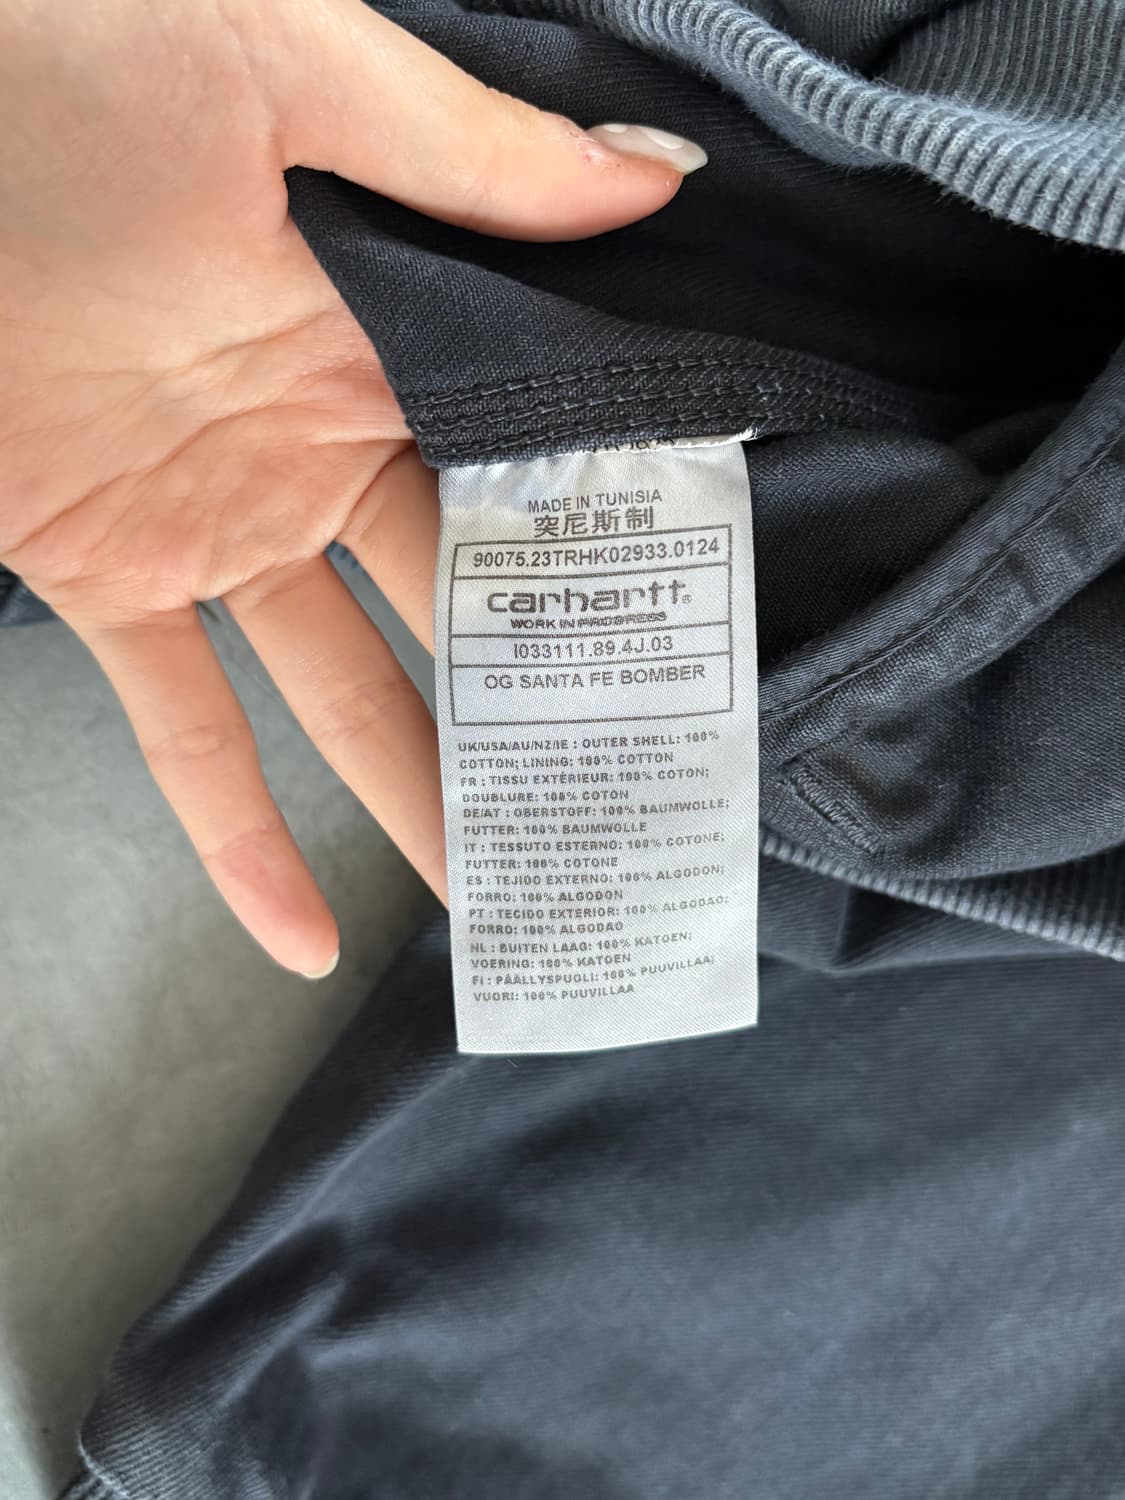 MADE IN TUNISIA
突尼斯制
90075.23TRHK02933.0124
carhartt®
WORK IN PROGRESS
I033111.89.4J.03
OG SANTA FE BOMBER
UK/USA/AU/NZ/IE : OUTER SHELL: 100%
COTTON; LINING: 100% COTTON
FR : TISSU EXTÉRIEUR: 100% COTON;
DOUBLURE: 100% COTON
DE/AT : OBERSTOFF: 100% BAUMWOLLE;
FUTTER: 100% BAUMWOLLE
IT : TESSUTO ESTERNO: 100% COTONE;
FUTTER: 100% COTONE
ES : TEJIDO EXTERNO: 100% ALGODON;
FORRO: 100% ALGODON
PT : TECIDO EXTERIOR: 100% ALGODAO;
FORRO: 100% ALGODAO
NL : BUITEN LAAG: 100% KATOEN;
VOERING: 100% KATOEN
FI : PÄÄLLYSPUOLI: 100% PUUVILLAA;
VUORI: 100% PUUVILLAA